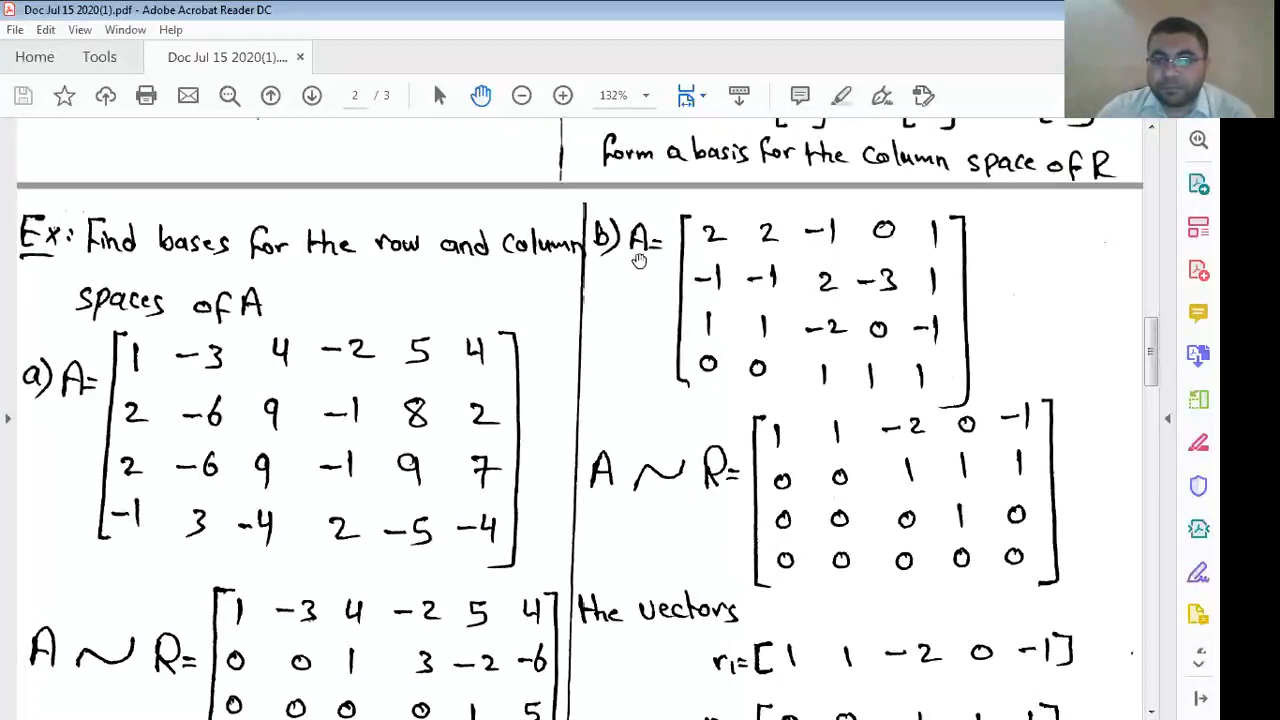 Doc Jul 15 2020(1).pdf - Adobe Acrobat Reader DC
File Edit View Window Help
Home Tools Doc Jul 15 2020(1).... ×
2 / 3 132%
form a basis for the column space of R
Ex: Find bases for the row and column
spaces of A
a) A=
1 -3 4 -2 5 4
2 -6 9 -1 8 2
2 -6 9 -1 9 7
-1 3 -4 2 -5 -4
A ~ R=
1 -3 4 -2 5 4
0 0 1 3 -2 -6
0 0 0 0 1 5
b) A=
2 2 -1 0 1
-1 -1 2 -3 1
1 1 -2 0 -1
0 0 1 1 1
A ~ R=
1 1 -2 0 -1
0 0 1 1 1
0 0 0 1 0
0 0 0 0 0
the vectors
r1=[1 1 -2 0 -1]